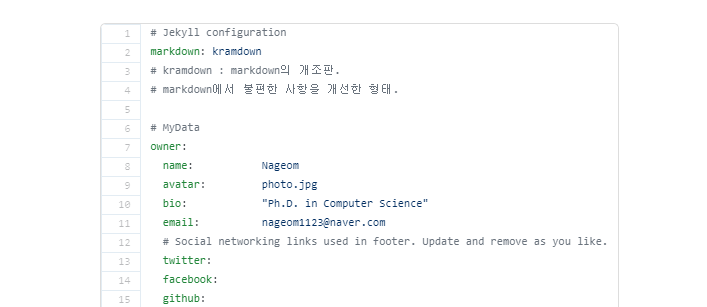 1 # Jekyll configuration
2 markdown: kramdown
3 # kramdown : markdown의 개조판.
4 # markdown에서 불편한 사항을 개선한 형태.
5
6 # MyData
7 owner:
8 name: Nageom
9 avatar: photo.jpg
10 bio: "Ph.D. in Computer Science"
11 email: nageom1123@naver.com
12 # Social networking links used in footer. Update and remove as you like.
13 twitter:
14 facebook:
15 github: